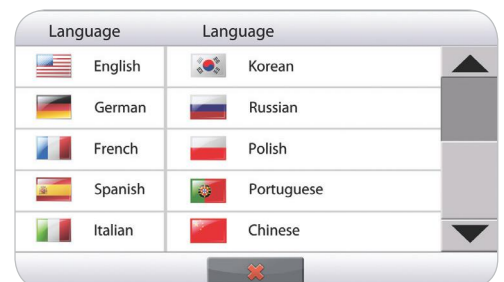 Language Language
English Korean
German Russian
French Polish
Spanish Portuguese
Italian Chinese